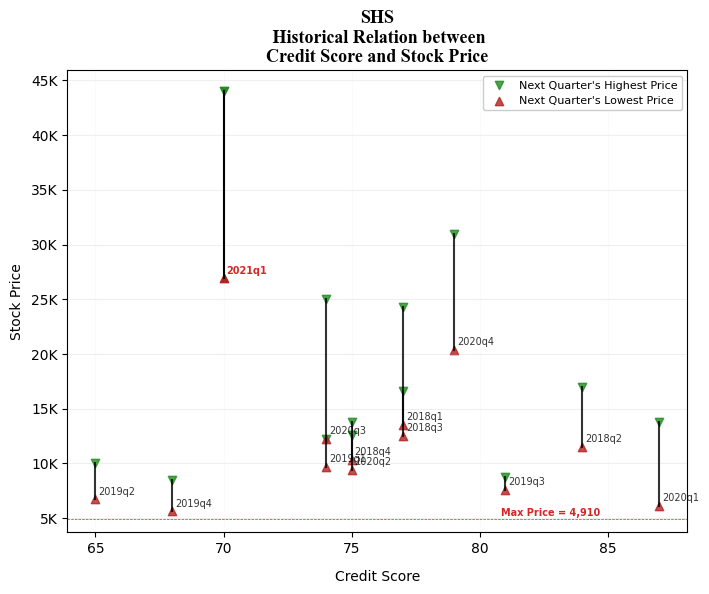 SHS
Historical Relation between
Credit Score and Stock Price
Next Quarter's Highest Price
Next Quarter's Lowest Price
45K
40K
35K
30K
25K
20K
15K
10K
5K
Stock Price
2021q1
2020q4
2020q3
2018q1
2018q3
2018q2
2018q4
2020q2
2019q2
2019q4
2019q3
2020q1
Max Price = 4,910
65
70
75
80
85
Credit Score